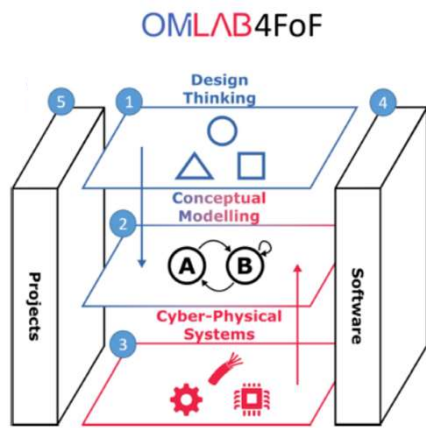 OMiLAB4FoF
Design
Thinking
5
1
4
Conceptual
Modelling
2
A
B
Projects
Software
Cyber-Physical
Systems
3